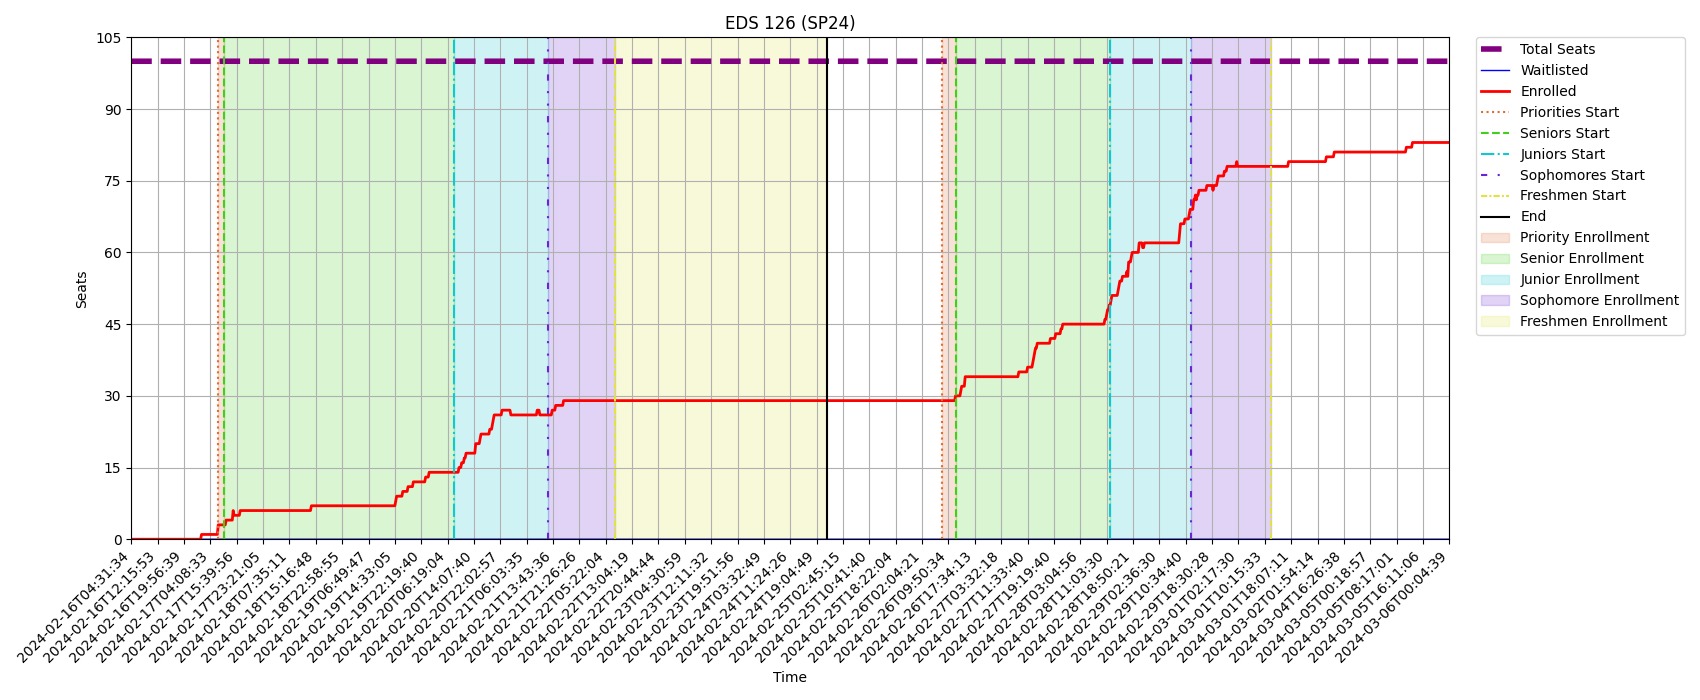 EDS 126 (SP24)
105
90
75
60
45
30
15
0
Seats
Total Seats
Waitlisted
Enrolled
Priorities Start
Seniors Start
Juniors Start
Sophomores Start
Freshmen Start
End
Priority Enrollment
Senior Enrollment
Junior Enrollment
Sophomore Enrollment
Freshmen Enrollment
2024-02-16T04:31:34
2024-02-16T12:15:53
2024-02-16T19:56:39
2024-02-17T04:08:33
2024-02-17T15:39:56
2024-02-17T23:21:05
2024-02-18T07:35:11
2024-02-18T15:16:48
2024-02-18T22:58:55
2024-02-19T06:49:47
2024-02-19T14:33:05
2024-02-19T22:19:40
2024-02-20T06:19:04
2024-02-20T14:07:40
2024-02-20T22:02:57
2024-02-21T06:03:35
2024-02-21T13:43:36
2024-02-21T21:26:26
2024-02-22T05:22:04
2024-02-22T13:04:19
2024-02-22T20:44:44
2024-02-23T04:30:59
2024-02-23T12:11:32
2024-02-23T19:51:56
2024-02-24T03:32:49
2024-02-24T11:24:26
2024-02-24T19:04:49
2024-02-25T02:45:15
2024-02-25T10:41:40
2024-02-25T18:22:04
2024-02-26T02:04:21
2024-02-26T09:50:34
2024-02-26T17:34:13
2024-02-27T03:32:18
2024-02-27T11:33:40
2024-02-27T19:19:40
2024-02-28T03:04:56
2024-02-28T11:03:30
2024-02-28T18:50:21
2024-02-29T02:36:30
2024-02-29T10:34:40
2024-02-29T18:30:28
2024-03-01T02:17:30
2024-03-01T10:15:33
2024-03-01T18:07:11
2024-03-02T01:54:14
2024-03-04T16:26:38
2024-03-05T00:18:57
2024-03-05T08:17:01
2024-03-05T16:11:06
2024-03-06T00:04:39
Time